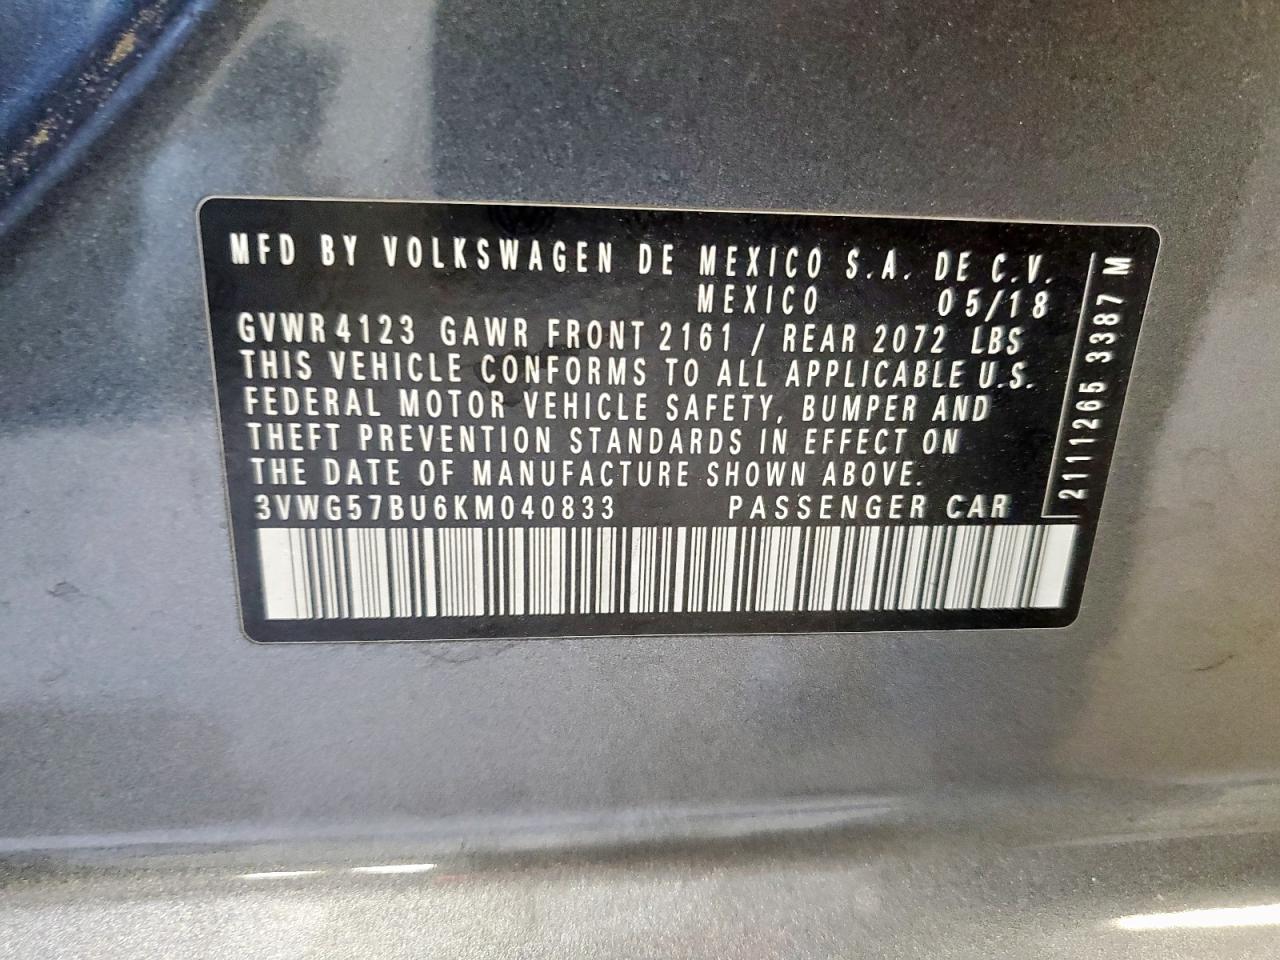 MFD BY VOLKSWAGEN DE MEXICO S.A. DE C.V.
MEXICO 05/18
GVWR 4123 GAWR FRONT 2161 / REAR 2072 LBS
THIS VEHICLE CONFORMS TO ALL APPLICABLE U.S.
FEDERAL MOTOR VEHICLE SAFETY, BUMPER AND
THEFT PREVENTION STANDARDS IN EFFECT ON
THE DATE OF MANUFACTURE SHOWN ABOVE.
3VWG57BU6KM040833 PASSENGER CAR
2111265 3387 M